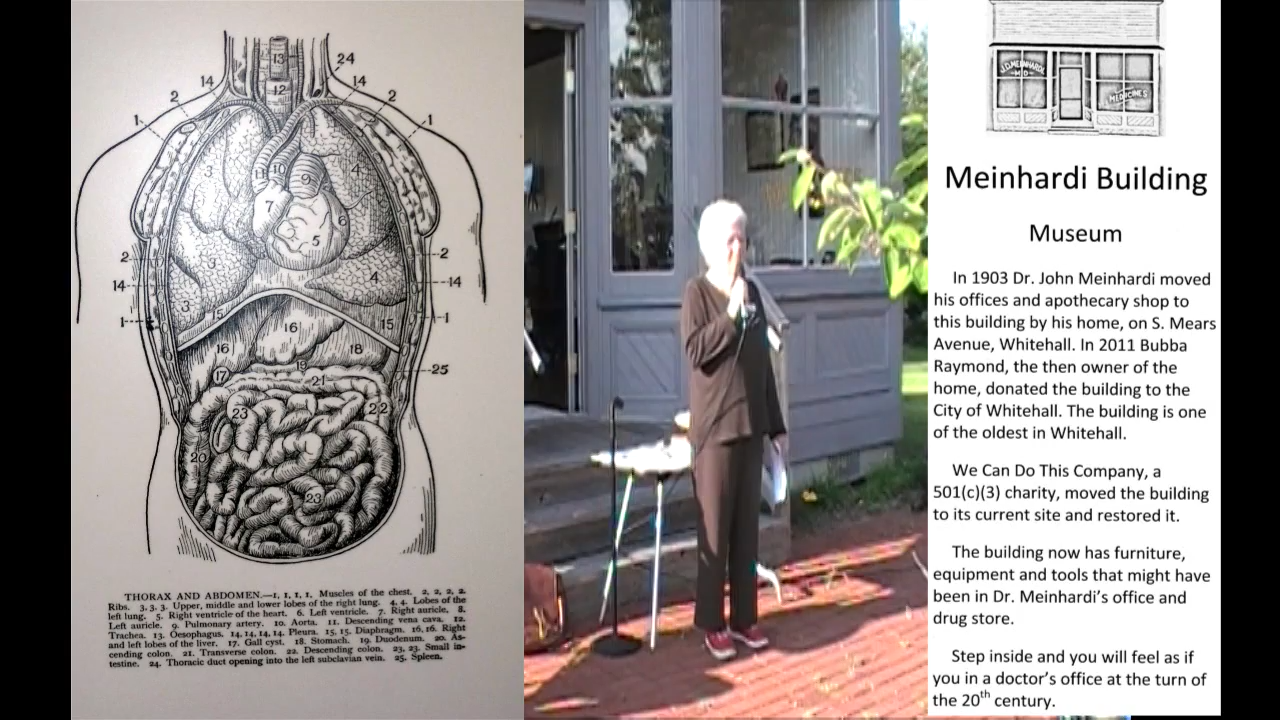 13
24
14
14
12
2
2
1
1
3
11
10
9
4
7
6
5
2
3
2
14
4
14
3
15
1
1
16
15
16
18
19
17
21
25
23
22
20
23
THORAX AND ABDOMEN.—1, 1, 1, 1. Muscles of the chest. 2, 2, 2, 2.
Ribs. 3, 3, 3. Upper, middle and lower lobes of the right lung. 4, 4. Lobes of the
left lung. 5. Right ventricle of the heart. 6. Left ventricle. 7. Right auricle. 8.
Left auricle. 9. Pulmonary artery. 10. Aorta. 11. Descending vena cava. 12.
Trachea. 13. Oesophagus. 14, 14, 14, 14. Pleura. 15, 15. Diaphragm. 16, 16. Right
and left lobes of the liver. 17. Gall cyst. 18. Stomach. 19. Duodenum. 20. As-
cending colon. 21. Transverse colon. 22. Descending colon. 23, 23. Small in-
testine. 24. Thoracic duct opening into the left subclavian vein. 25. Spleen.
J.D. MEINHARDI
M D
MEDICINES
Meinhardi Building
Museum
In 1903 Dr. John Meinhardi moved
his offices and apothecary shop to
this building by his home, on S. Mears
Avenue, Whitehall. In 2011 Bubba
Raymond, the then owner of the
home, donated the building to the
City of Whitehall. The building is one
of the oldest in Whitehall.
We Can Do This Company, a
501(c)(3) charity, moved the building
to its current site and restored it.
The building now has furniture,
equipment and tools that might have
been in Dr. Meinhardi's office and
drug store.
Step inside and you will feel as if
you in a doctor's office at the turn of
the 20th century.